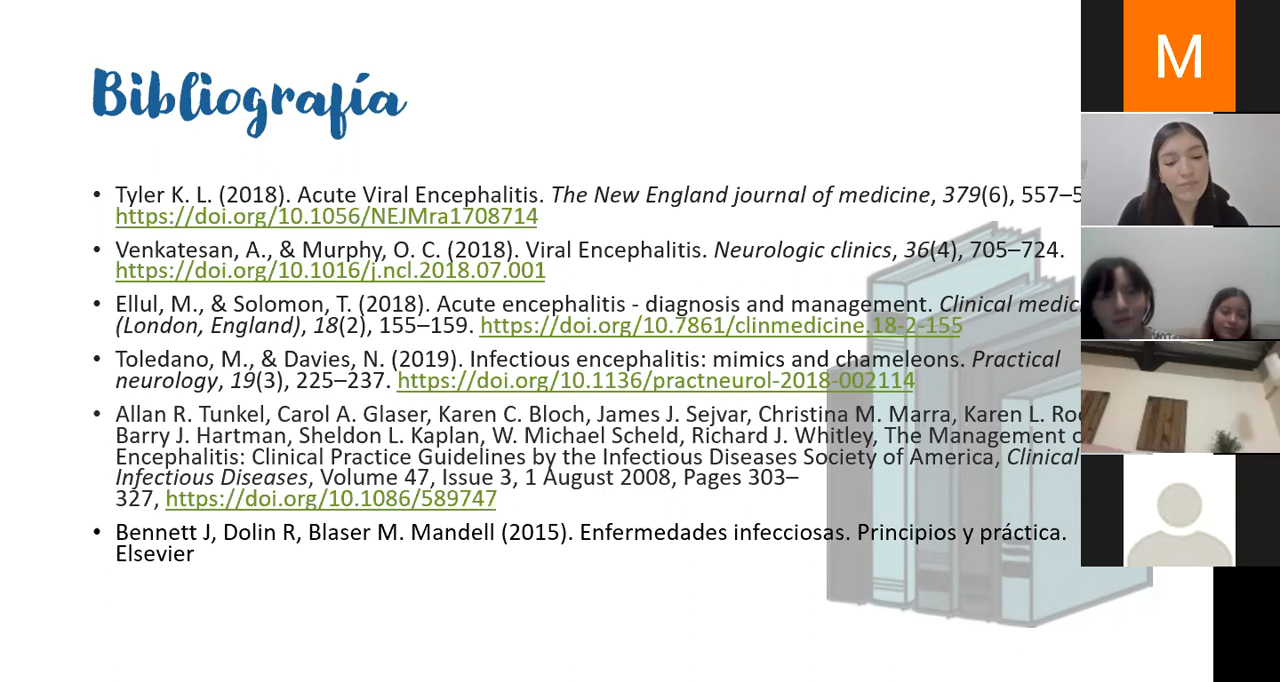 Bibliografía
• Tyler K. L. (2018). Acute Viral Encephalitis. The New England journal of medicine, 379(6), 557–5
https://doi.org/10.1056/NEJMra1708714
• Venkatesan, A., & Murphy, O. C. (2018). Viral Encephalitis. Neurologic clinics, 36(4), 705–724.
https://doi.org/10.1016/j.ncl.2018.07.001
• Ellul, M., & Solomon, T. (2018). Acute encephalitis - diagnosis and management. Clinical medic
(London, England), 18(2), 155–159. https://doi.org/10.7861/clinmedicine.18-2-155
• Toledano, M., & Davies, N. (2019). Infectious encephalitis: mimics and chameleons. Practical
neurology, 19(3), 225–237. https://doi.org/10.1136/practneurol-2018-002114
• Allan R. Tunkel, Carol A. Glaser, Karen C. Bloch, James J. Sejvar, Christina M. Marra, Karen L.
Barry J. Hartman, Sheldon L. Kaplan, W. Michael Scheld, Richard J. Whitley, The Management
Encephalitis: Clinical Practice Guidelines by the Infectious Diseases Society of America, Clinical
Infectious Diseases, Volume 47, Issue 3, 1 August 2008, Pages 303–
327, https://doi.org/10.1086/589747
• Bennett J, Dolin R, Blaser M. Mandell (2015). Enfermedades infecciosas. Principios y práctica.
Elsevier
M